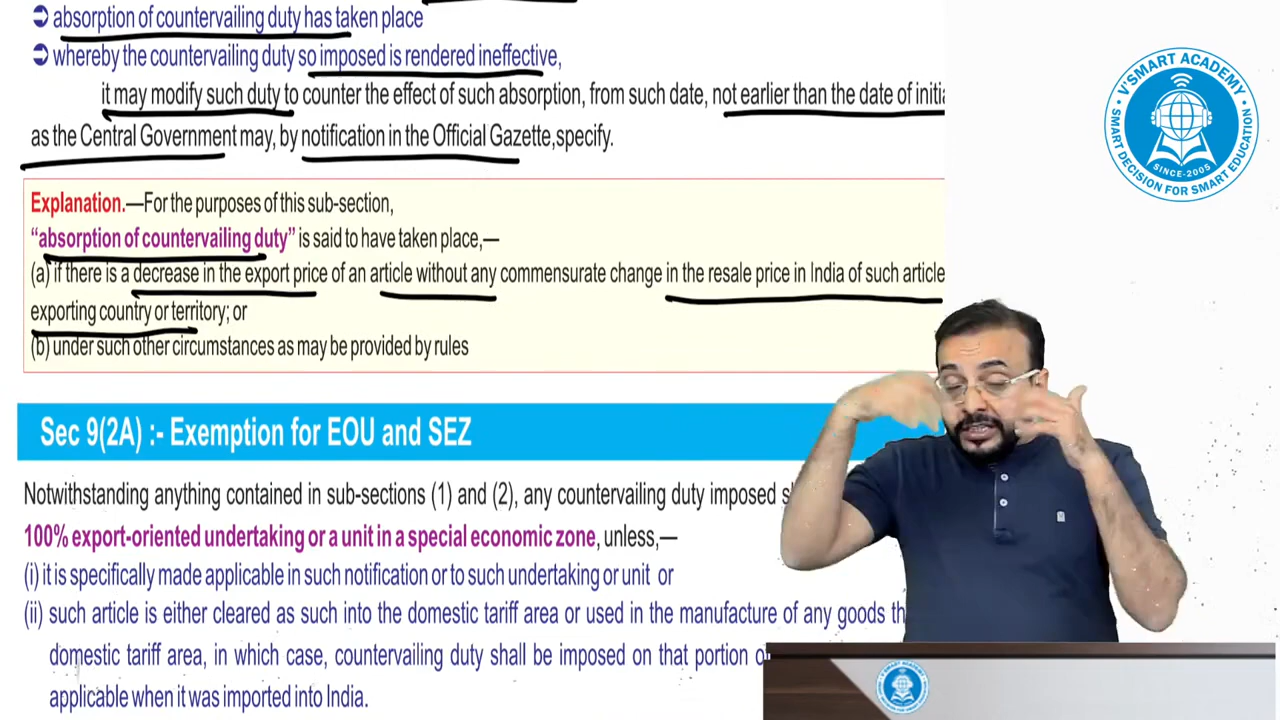 ➲ absorption of countervailing duty has taken place
➲ whereby the countervailing duty so imposed is rendered ineffective,
it may modify such duty to counter the effect of such absorption, from such date, not earlier than the date of
as the Central Government may, by notification in the Official Gazette,specify.
Explanation.—For the purposes of this sub-section,
“absorption of countervailing duty” is said to have taken place,—
(a) if there is a decrease in the export price of an article without any commensurate change in the resale price in India of such article
exporting country or territory; or
(b) under such other circumstances as may be provided by rules
Sec 9(2A) :- Exemption for EOU and SEZ
Notwithstanding anything contained in sub-sections (1) and (2), any countervailing duty imposed
100% export-oriented undertaking or a unit in a special economic zone, unless,—
(i) it is specifically made applicable in such notification or to such undertaking or unit or
(ii) such article is either cleared as such into the domestic tariff area or used in the manufacture of any goods
domestic tariff area, in which case, countervailing duty shall be imposed on that portion
applicable when it was imported into India.
V'SMART ACADEMY
SINCE-2005
SMART DECISION FOR SMART EDUCATION